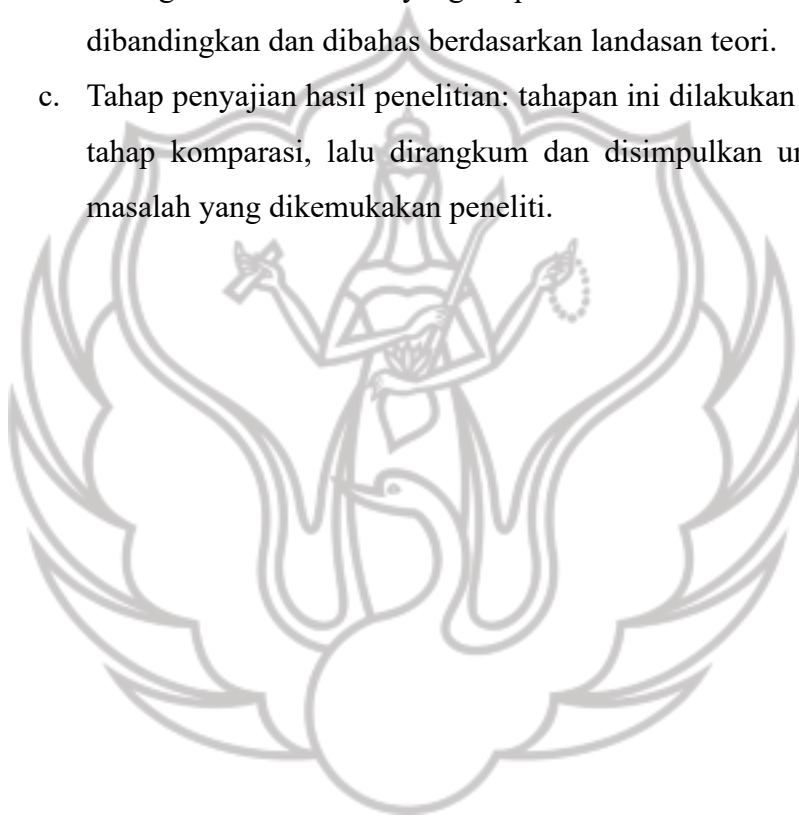 dibandingkan dan dibahas berdasarkan landasan teori.
c. Tahap penyajian hasil penelitian: tahapan ini dilakukan
tahap komparasi, lalu dirangkum dan disimpulkan
masalah yang dikemukakan peneliti.